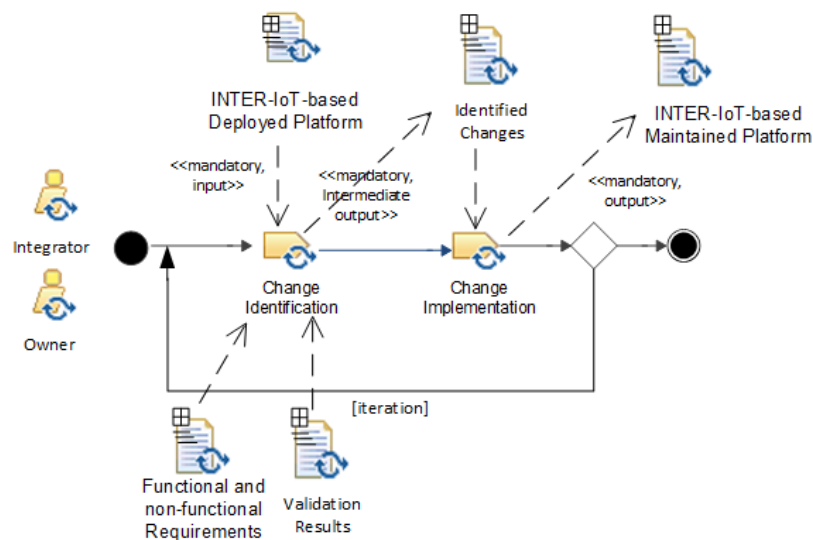 INTER-IoT-based
Deployed Platform
Identified
Changes
INTER-IoT-based
Maintained Platform
<<mandatory,
input>>
<<mandatory,
Intermediate
output>>
<<mandatory,
output>>
Integrator
Owner
Change
Identification
Change
Implementation
[iteration]
Functional and
non-functional
Requirements
Validation
Results